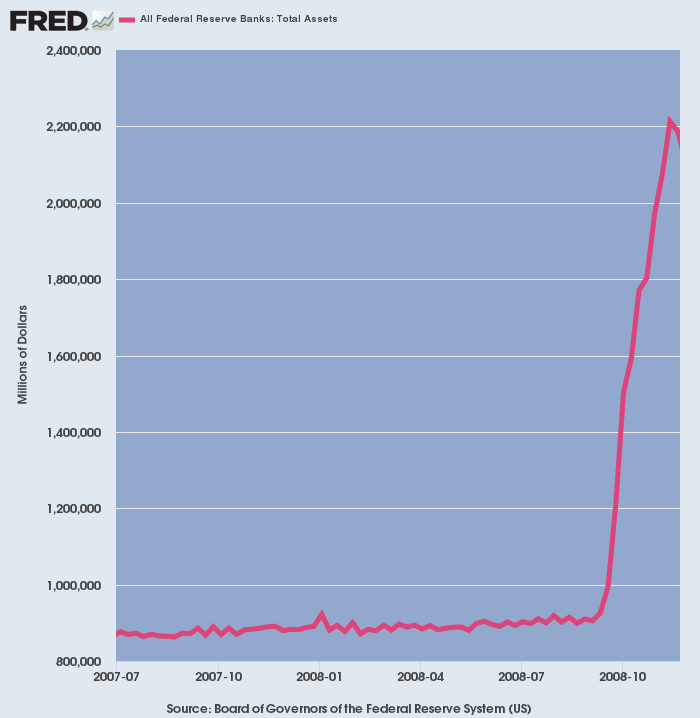 FRED
All Federal Reserve Banks: Total Assets
2,400,000
2,200,000
2,000,000
1,800,000
1,600,000
1,400,000
1,200,000
1,000,000
800,000
Millions of Dollars
2007-07 2007-10 2008-01 2008-04 2008-07 2008-10
Source: Board of Governors of the Federal Reserve System (US)